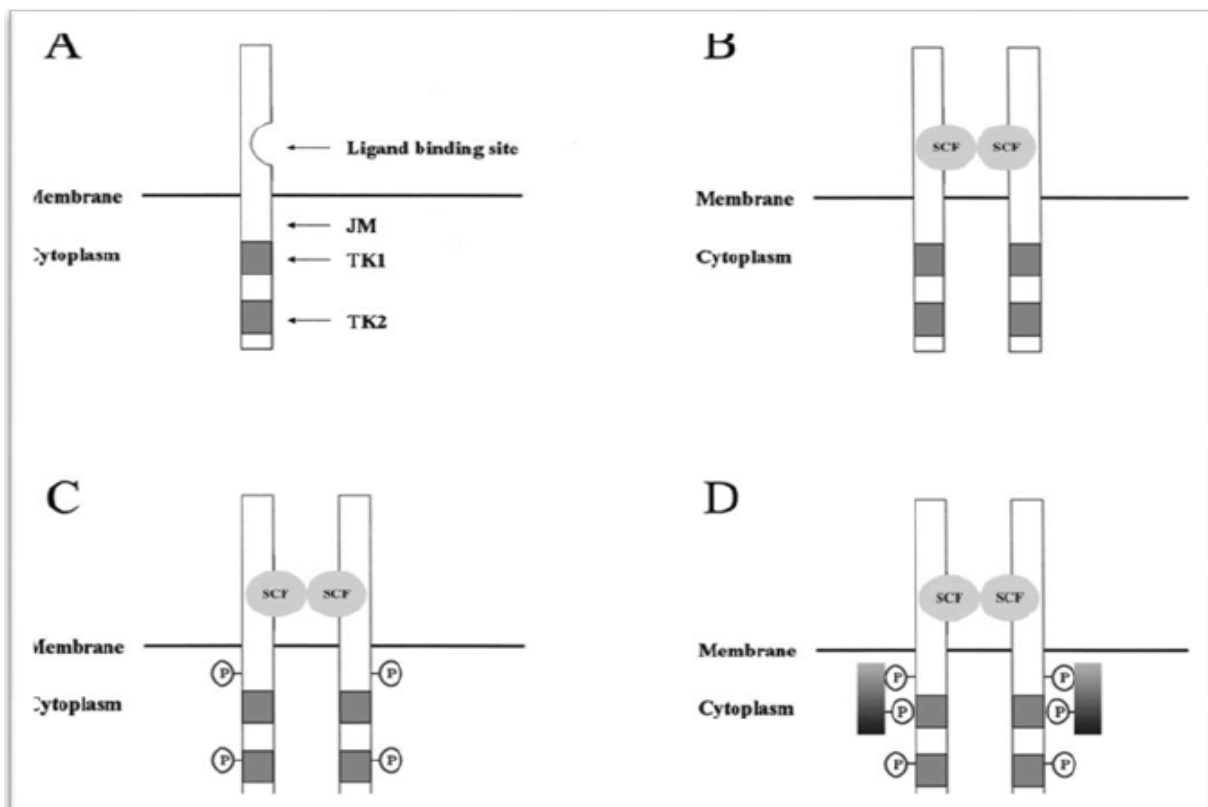 A
Ligand binding site
Membrane
JM
Cytoplasm
TK1
TK2
B
SCF SCF
Membrane
Cytoplasm
C
SCF SCF
Membrane
P P
Cytoplasm
P P
D
SCF SCF
Membrane
P P
Cytoplasm
P P
P P